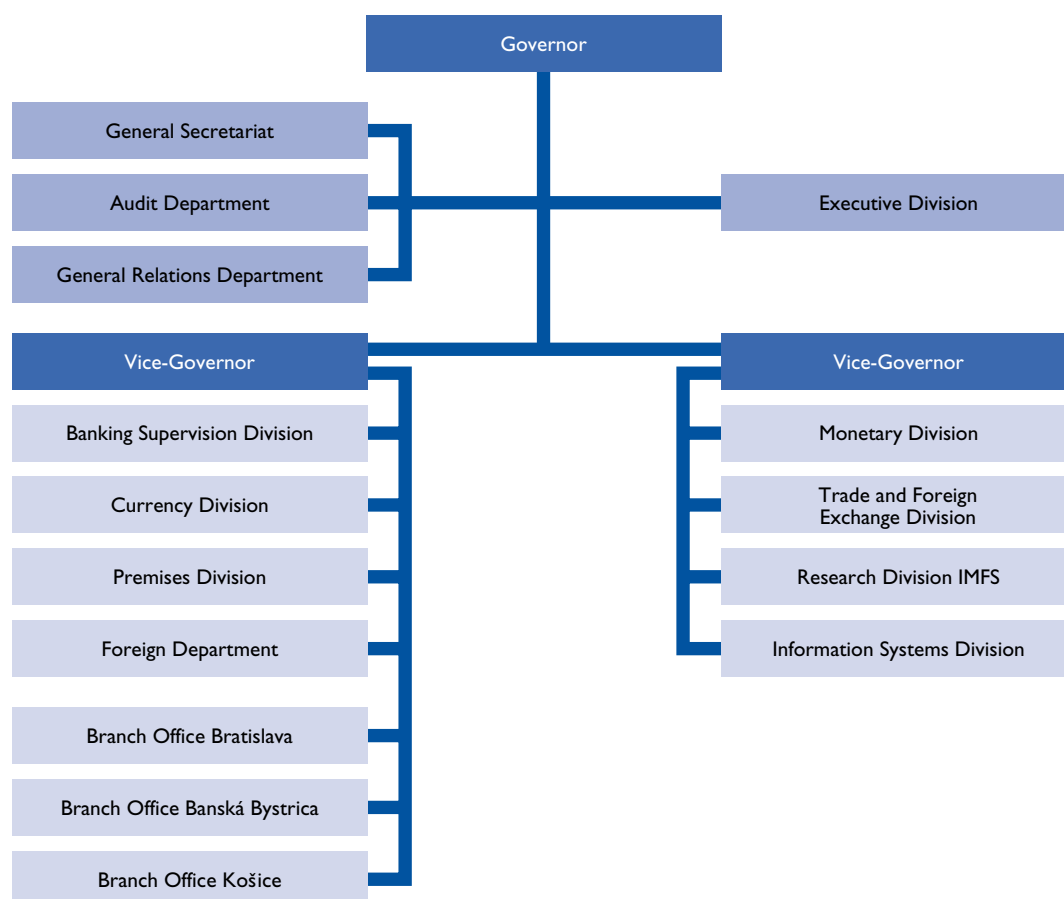 Governor
General Secretariat
Audit Department
Executive Division
General Relations Department
Vice-Governor
Banking Supervision Division
Currency Division
Premises Division
Foreign Department
Branch Office Bratislava
Branch Office Banská Bystrica
Branch Office Košice
Vice-Governor
Monetary Division
Trade and Foreign
Exchange Division
Research Division IMFS
Information Systems Division